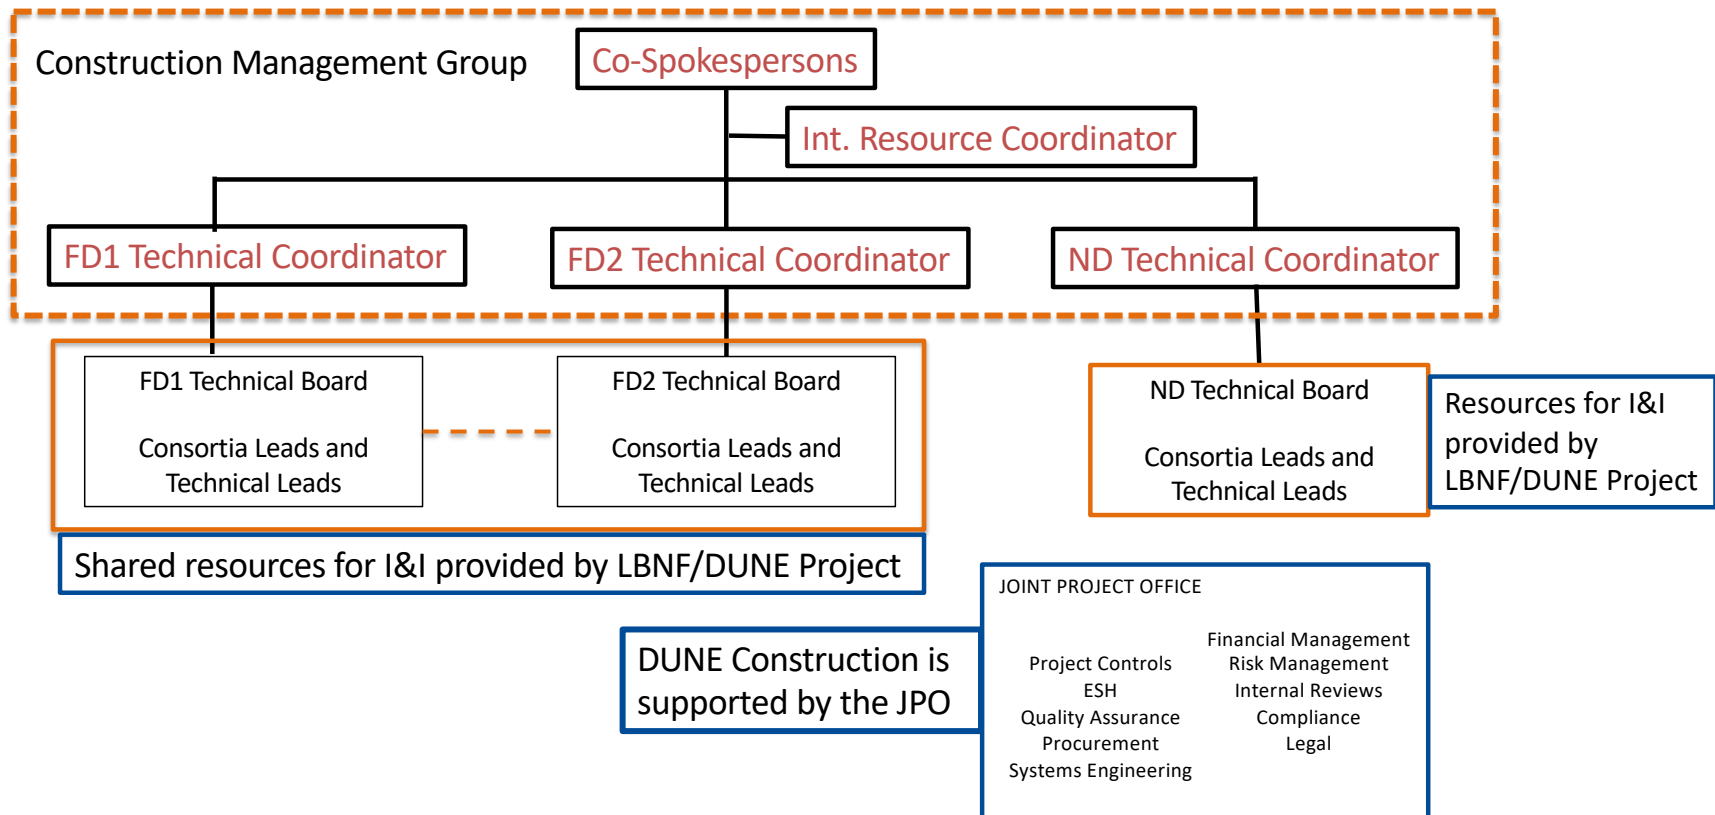 Construction Management Group
Co-Spokespersons
Int. Resource Coordinator
FD1 Technical Coordinator
FD2 Technical Coordinator
ND Technical Coordinator
FD1 Technical Board
Consortia Leads and
Technical Leads
FD2 Technical Board
Consortia Leads and
Technical Leads
ND Technical Board
Consortia Leads and
Technical Leads
Resources for I&I
provided by
LBNF/DUNE Project
Shared resources for I&I provided by LBNF/DUNE Project
DUNE Construction is
supported by the JPO
JOINT PROJECT OFFICE
Project Controls
ESH
Quality Assurance
Procurement
Systems Engineering
Financial Management
Risk Management
Internal Reviews
Compliance
Legal